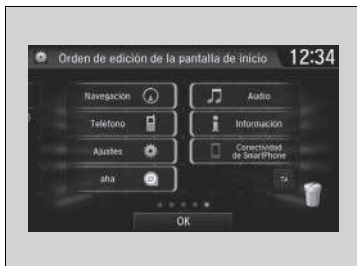 Orden de edición de la pantalla de inicio 12:34
Navegación
Audio
Teléfono
Información
Ajustes
Conectividad
de SmartPhone
aha
OK